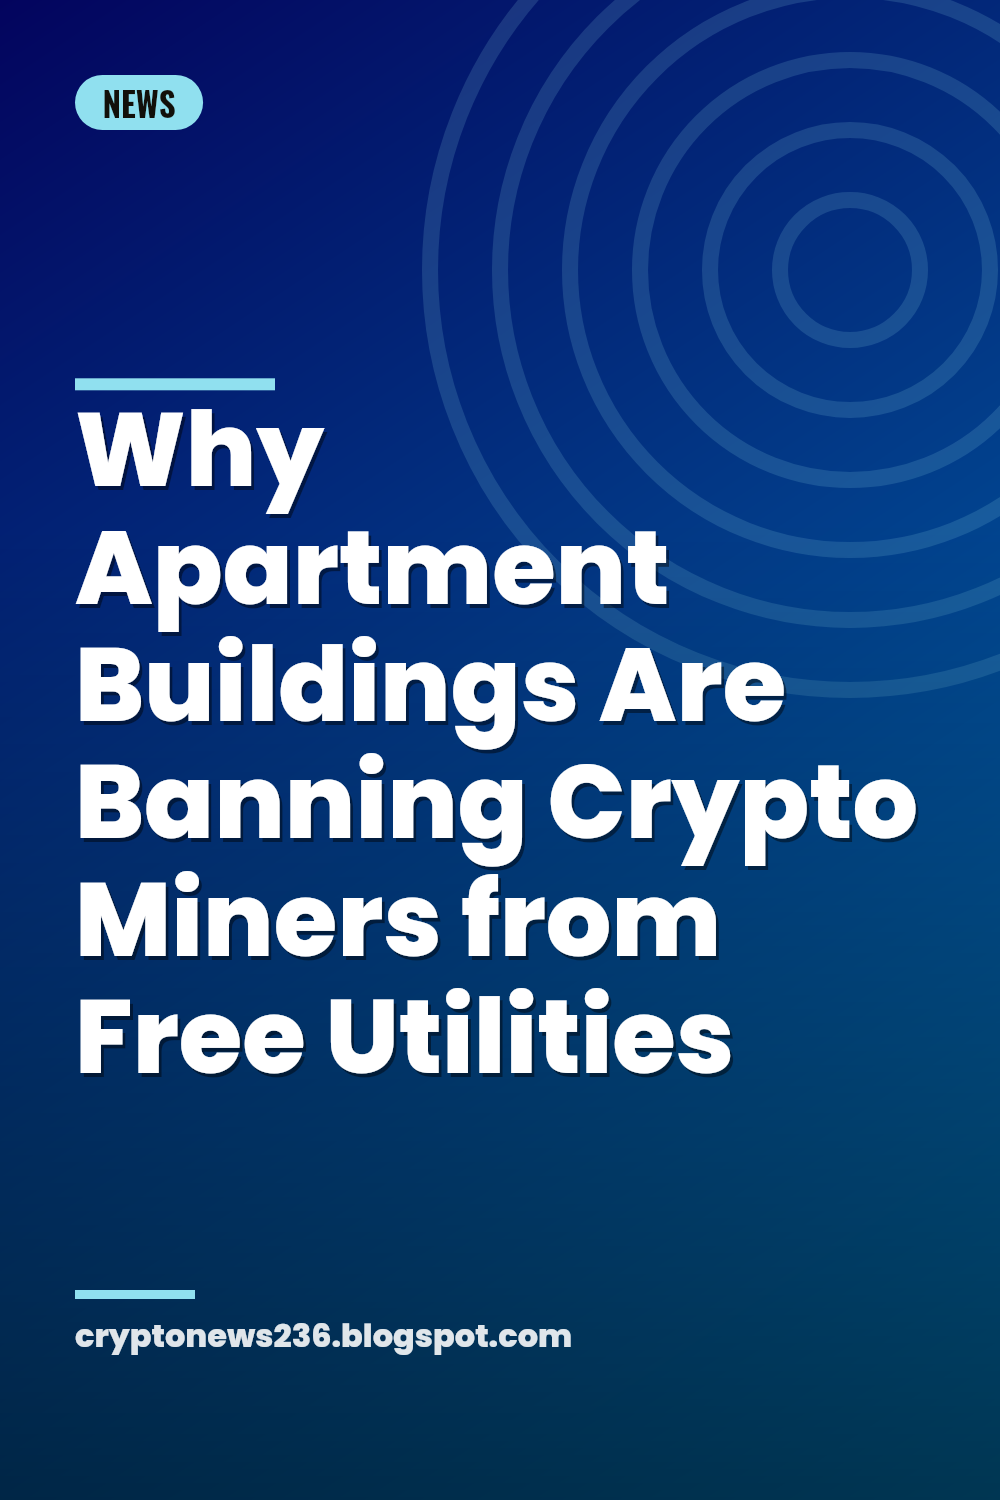 NEWS
Why
Apartment
Buildings Are
Banning Crypto
Miners from
Free Utilities
cryptonews236.blogspot.com